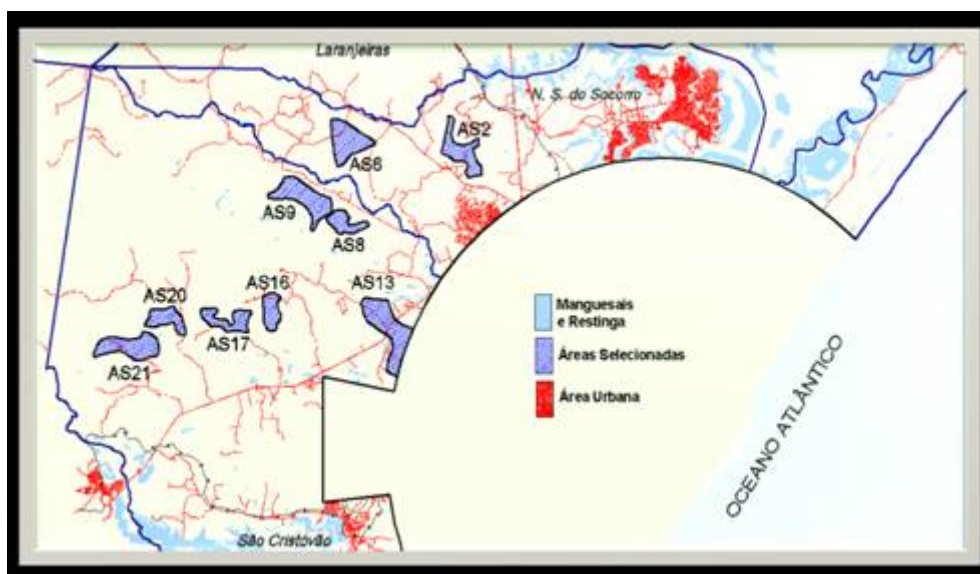 Laranjeiras
N. S. do Socorro
AS2
AS6
AS9
AS8
AS20
AS16
AS13
AS17
AS21
Manguesais
e Restinga
Áreas Selecionadas
Área Urbana
OCEANO ATLÂNTICO
São Cristóvão